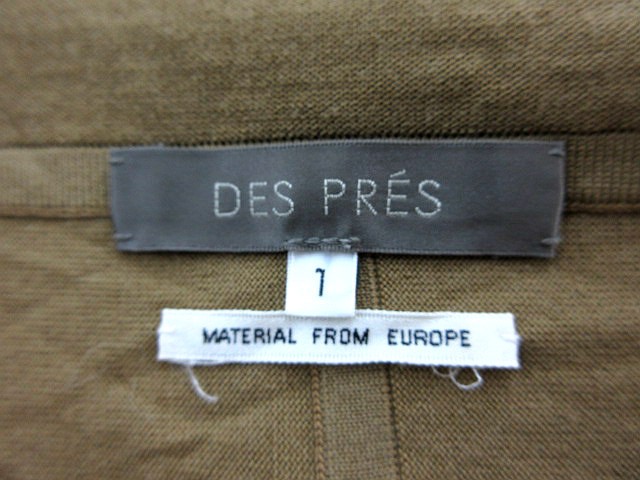 DES PRÉS
1
MATERIAL FROM EUROPE